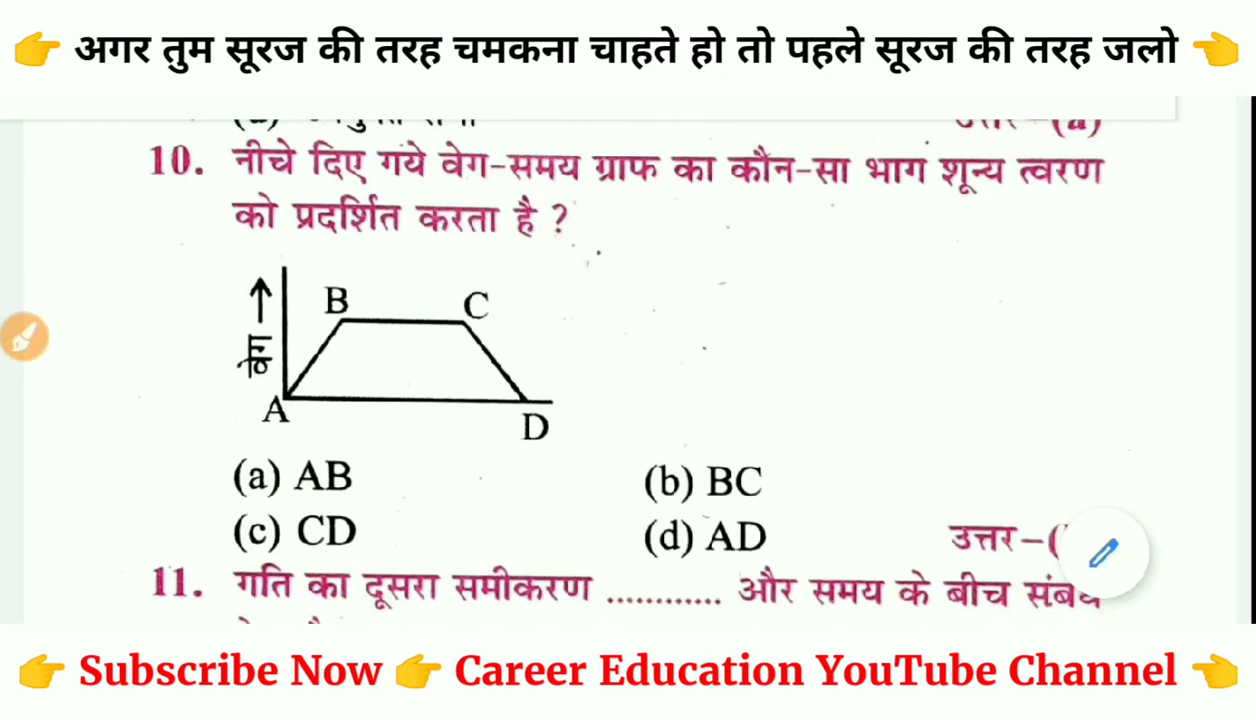 👉 अगर तुम सूरज की तरह चमकना चाहते हो तो पहले सूरज की तरह जलो 👈
10. नीचे दिए गये वेग-समय ग्राफ का कौन-सा भाग शून्य त्वरण
को प्रदर्शित करता है ?
B
C
वेग →
A
D
(a) AB (b) BC
(c) CD (d) AD उत्तर–(
11. गति का दूसरा समीकरण ............ और समय के बीच
👉 Subscribe Now 👉 Career Education YouTube Channel 👈